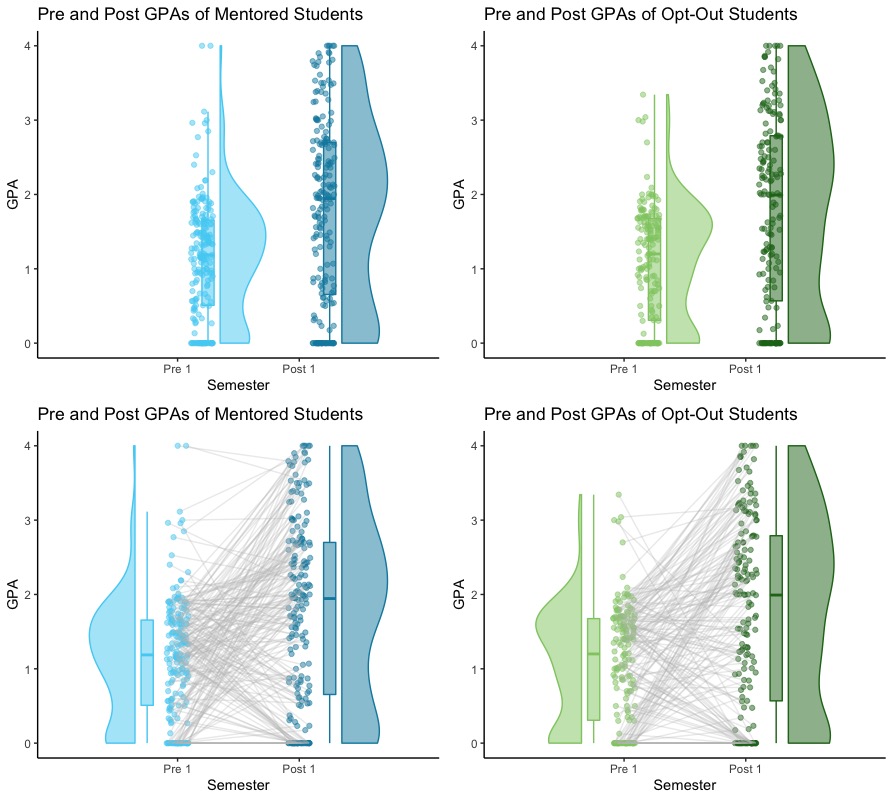 Pre and Post GPAs of Mentored Students
4
3
2
1
0
GPA
Pre 1
Post 1
Semester
Pre and Post GPAs of Opt-Out Students
4
3
2
1
0
GPA
Pre 1
Post 1
Semester
Pre and Post GPAs of Mentored Students
4
3
2
1
0
GPA
Pre 1
Post 1
Semester
Pre and Post GPAs of Opt-Out Students
4
3
2
1
0
GPA
Pre 1
Post 1
Semester